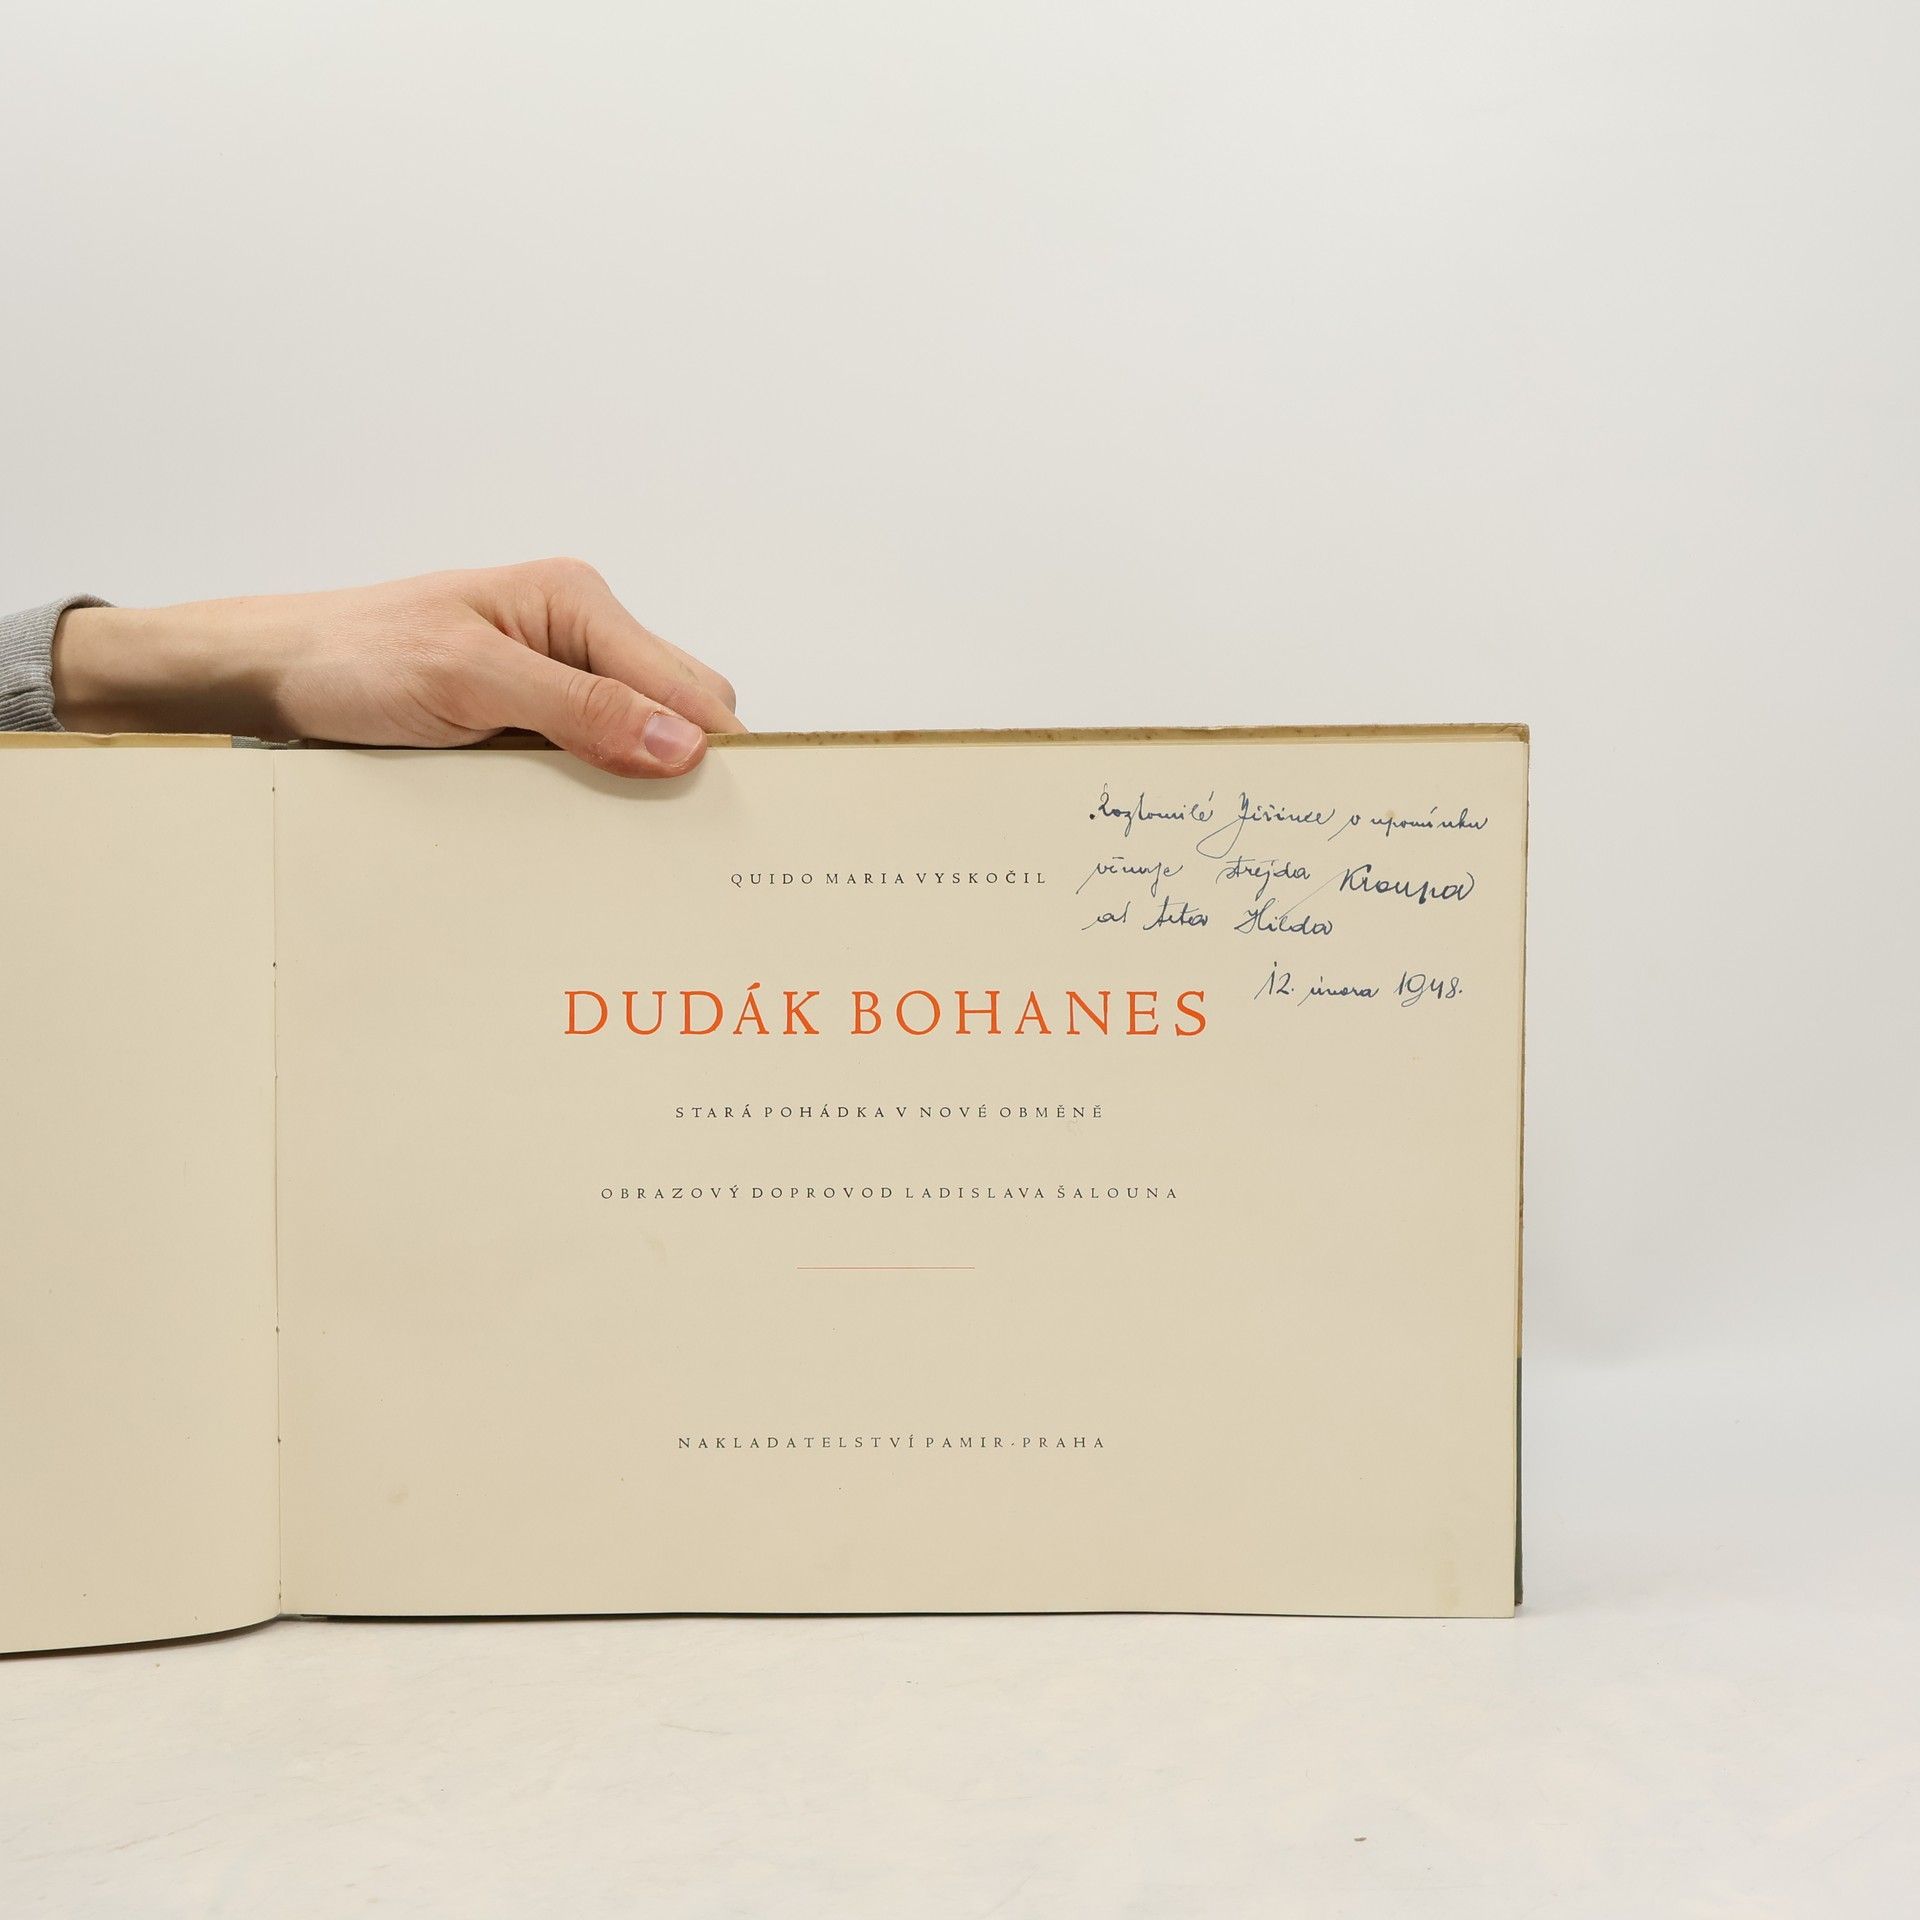 Roztomilé Jiřince v upomínku
věnuje strejda Kroupa
a teta Hilda
12. února 1948.
QUIDO MARIA VYSKOČIL
DUDÁK BOHANES
STARÁ POHÁDKA V NOVÉ OBMĚNĚ
OBRAZOVÝ DOPROVOD LADISLAVA ŠALOUNA
NAKLADATELSTVÍ PAMIR-PRAHA